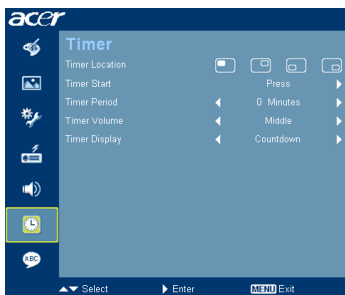 acer
Timer
Timer Location
Timer Start Press
Timer Period 0 Minutes
Timer Volume Middle
Timer Display Countdown
ABC
Select Enter MENU Exit